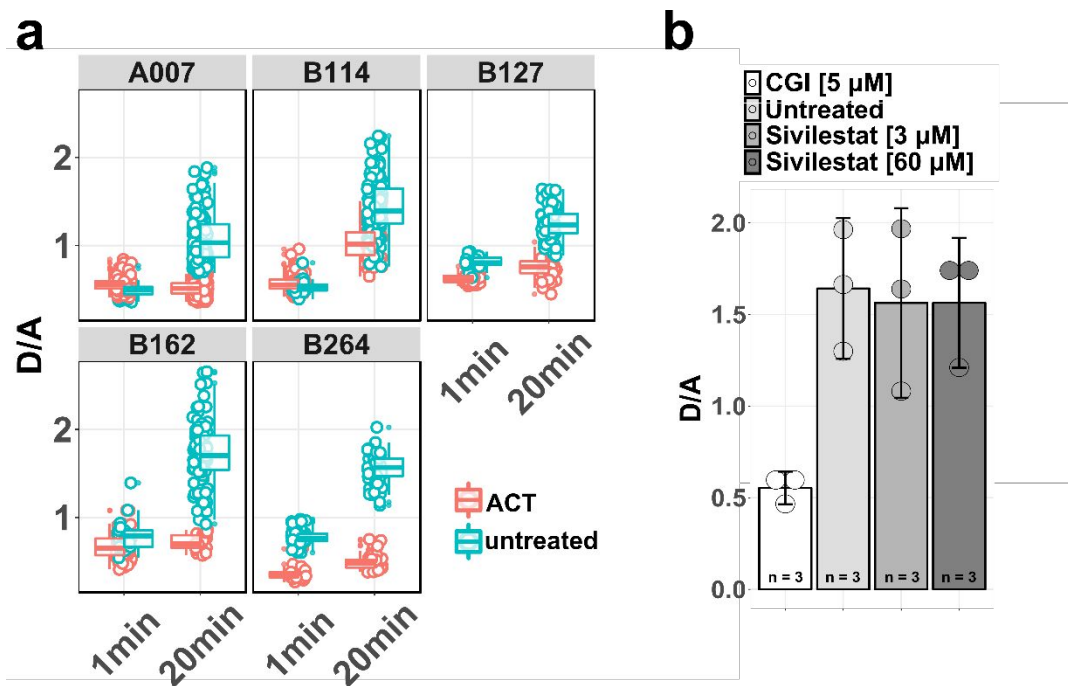 a
b
A007
B114
B127
2
1
B162
B264
1min
20min
D/A
2
1
ACT
untreated
1min
20min
1min
20min
CGI [5 µM]
Untreated
Sivilestat [3 µM]
Sivilestat [60 µM]
2.0
1.5
D/A
1.0
0.5
0.0
n = 3
n = 3
n = 3
n = 3